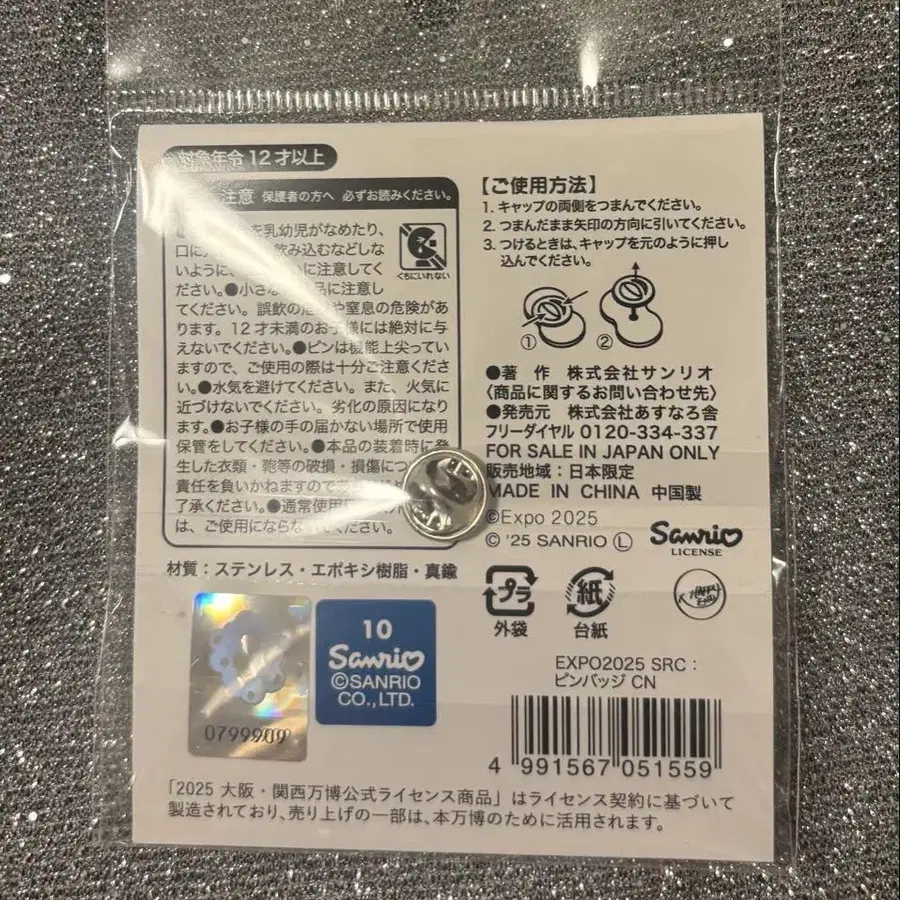 対象年令12才以上
注意 保護者の方へ 必ずお読みください。
を乳幼児がなめたり、
飲み込むなどしな
いように、 に注意してく
ださい。●小さな 品に注意し
てください。誤飲の危 や窒息の危険があ
ります。12才未満のお子様には絶対に与
えないでください。●ピンは機能上尖ってい
ますので、ご使用の際は十分ご注意くださ
い。●水気を避けてください。また、火気に
近づけないでください。劣化の原因になり
ます。●お子様の手の届かない場所で使用
保管をしてください。●本品の装着時に発
生した衣類・鞄等の破損・損傷につ
責任を負いかねますので
了承ください。●通常使用
は、ご使用にならないでください。
くちにいれない
材質：ステンレス・エポキシ樹脂・真鍮
【ご使用方法】
1. キャップの両側をつまんでください。
2. つまんだまま矢印の方向に引いてください。
3. つけるときは、キャップを元のように押し
込んでください。
① ②
●著 作 株式会社サンリオ
〈商品に関するお問い合わせ先〉
●発売元 株式会社あすなろ舎
フリーダイヤル 0120-334-337
FOR SALE IN JAPAN ONLY
販売地域：日本限定
MADE IN CHINA 中国製
©Expo 2025
© '25 SANRIO Ⓛ
Sanrio
LICENSE
プラ
外袋
紙
台紙
HAPPY
0799909
10
Sanrio
©SANRIO
CO., LTD.
EXPO2025 SRC：
ピンバッジ CN
4 991567 051559
「2025 大阪・関西万博公式ライセンス商品」はライセンス契約に基づいて
製造されており、売り上げの一部は、本万博のために活用されます。